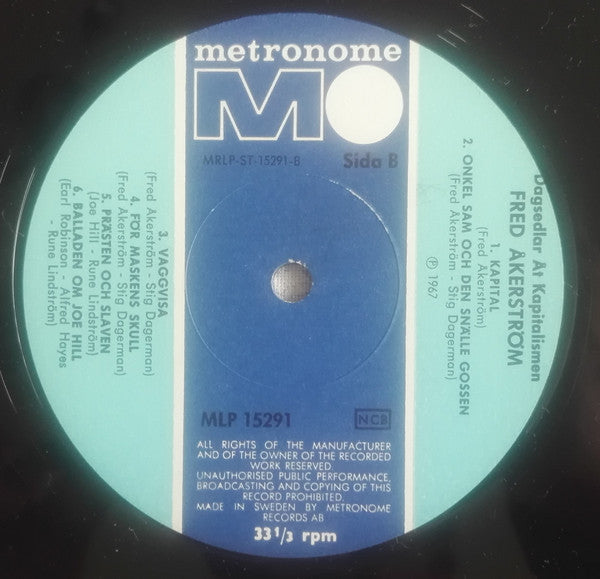 metronome
MO
MRLP-ST-15291-B
Sida B
Dagsedlar Åt Kapitalismen
FRED ÅKERSTRÖM
1. KAPITAL
(Fred Åkerström)
2. ONKEL SAM OCH DEN SNÄLLE GOSSEN
(Fred Åkerström - Stig Dagerman)
℗ 1967
3. VAGGVISA
(Fred Åkerström - Stig Dagerman)
4. FÖR MASKENS SKULL
(Fred Åkerström - Stig Dagerman)
5. PRÄSTEN OCH SLAVEN
(Joe Hill - Rune Lindström)
6. BALLADEN OM JOE HILL
(Earl Robinson - Alfred Hayes
- Rune Lindström)
MLP 15291
NCB
ALL RIGHTS OF THE MANUFACTURER
AND OF THE OWNER OF THE RECORDED
WORK RESERVED.
UNAUTHORISED PUBLIC PERFORMANCE,
BROADCASTING AND COPYING OF THIS
RECORD PROHIBITED.
MADE IN SWEDEN BY METRONOME
RECORDS AB
33 1/3 rpm